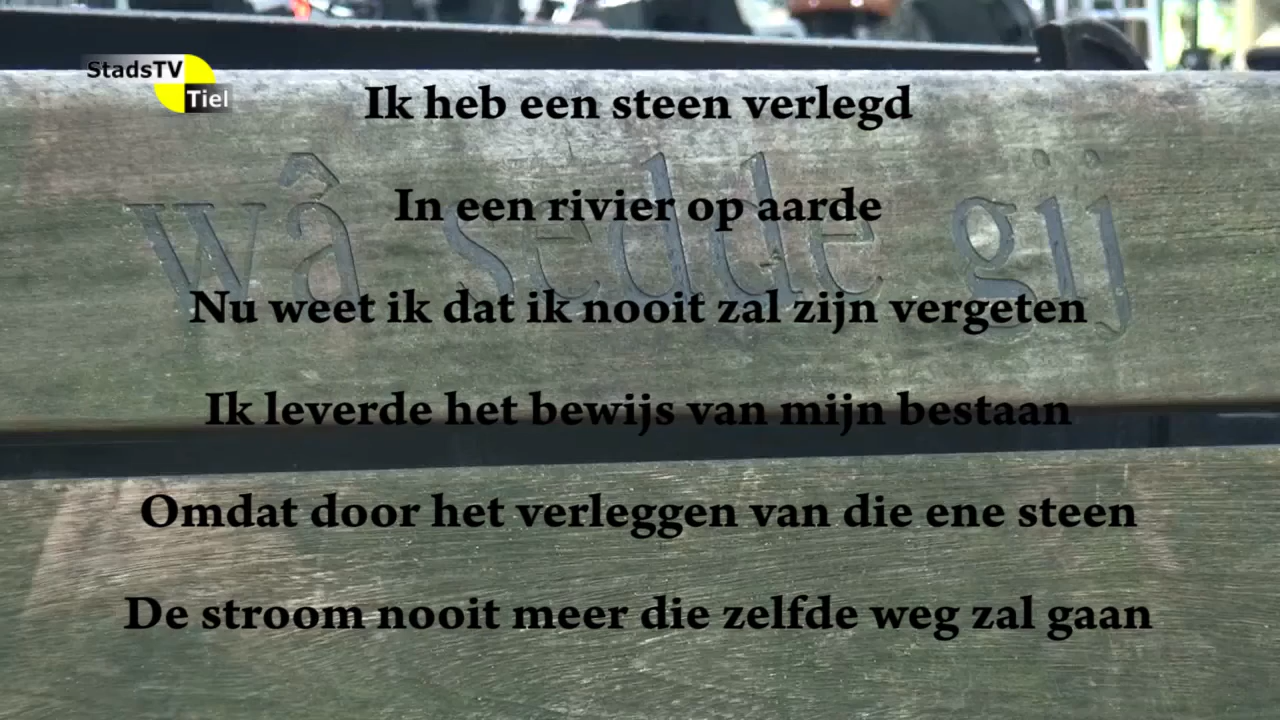 StadsTV
Tiel
Ik heb een steen verlegd
In een rivier op aarde
wâ sedde gij
Nu weet ik dat ik nooit zal zijn vergeten
Ik leverde het bewijs van mijn bestaan
Omdat door het verleggen van die ene steen
De stroom nooit meer die zelfde weg zal gaan